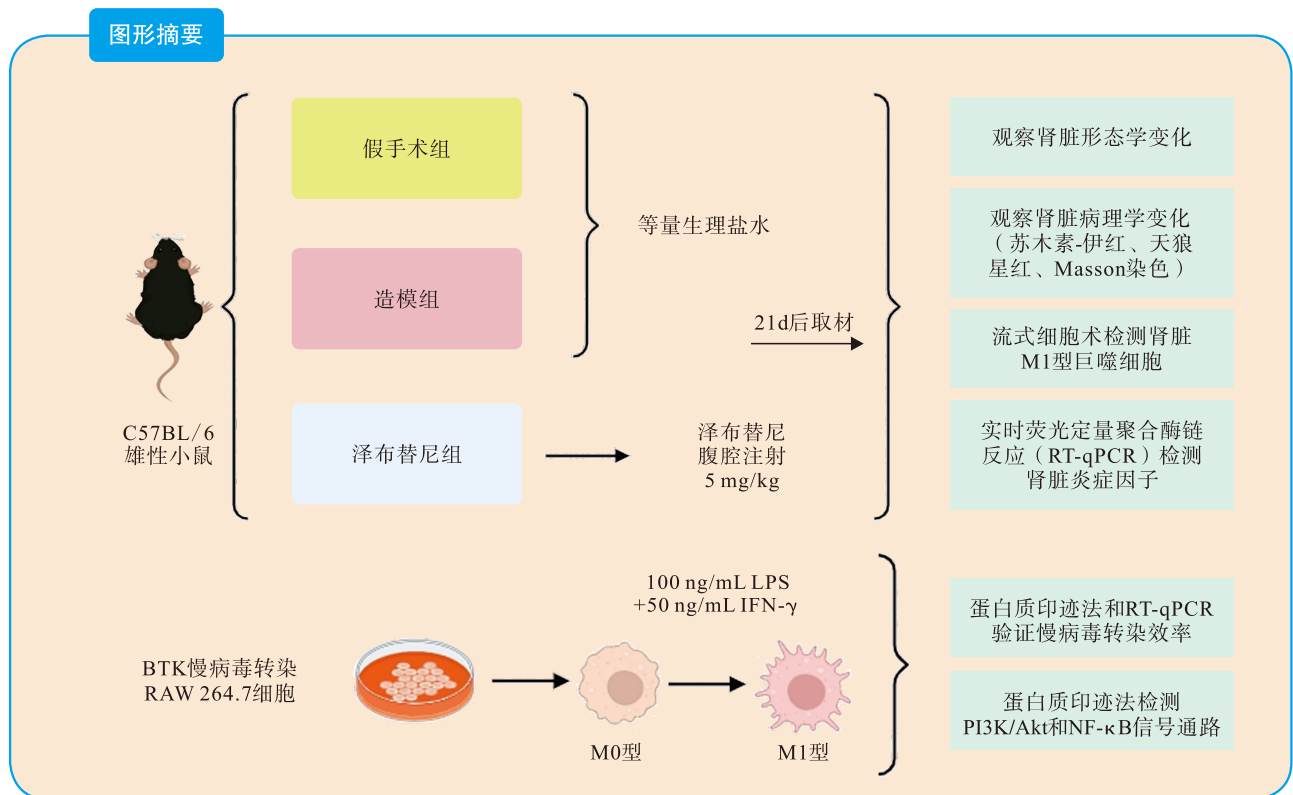 图形摘要
假手术组
造模组
泽布替尼组
C57BL/6
雄性小鼠
等量生理盐水
泽布替尼
腹腔注射
5 mg/kg
21d后取材
观察肾脏形态学变化
观察肾脏病理学变化
（苏木素-伊红、天狼
星红、Masson染色）
流式细胞术检测肾脏
M1型巨噬细胞
实时荧光定量聚合酶链
反应（RT-qPCR）检测
肾脏炎症因子
BTK慢病毒转染
RAW 264.7细胞
100 ng/mL LPS
+50 ng/mL IFN-γ
M0型
M1型
蛋白质印迹法和RT-qPCR
验证慢病毒转染效率
蛋白质印迹法检测
PI3K/Akt和NF-κB信号通路